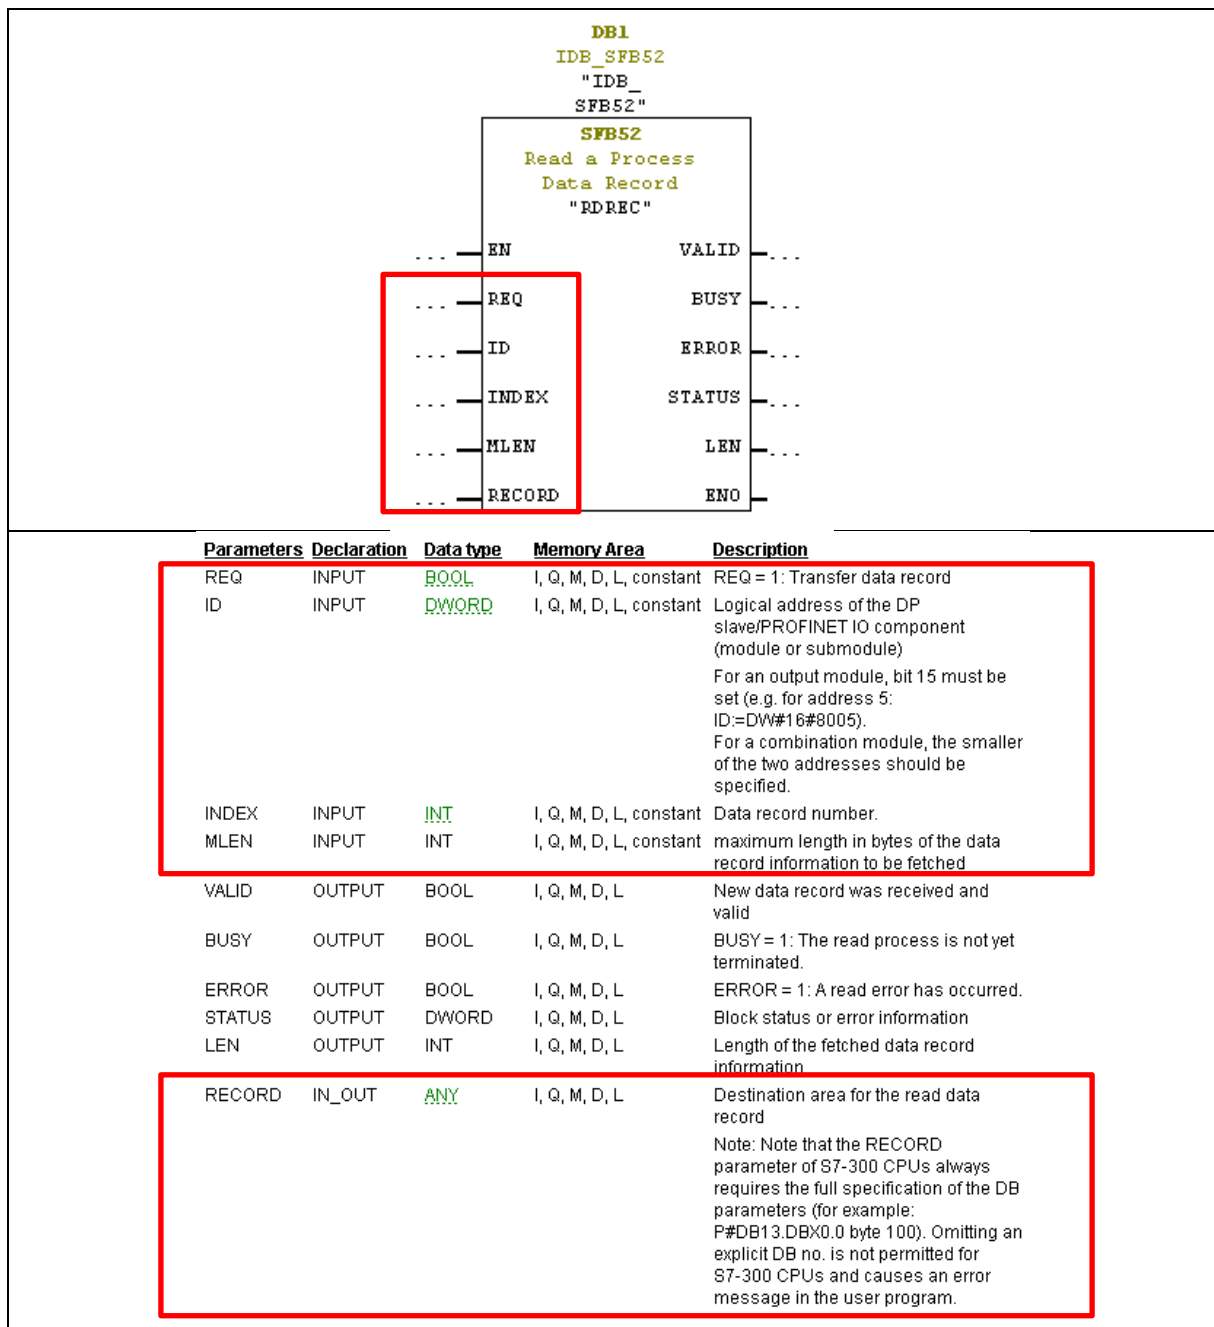 DB1
IDB_SFB52
"IDB_
SFB52"
SFB52
Read a Process
Data Record
"RDREC"
... EN VALID ...
... REQ BUSY ...
... ID ERROR ...
... INDEX STATUS ...
... MLEN LEN ...
... RECORD ENO
Parameters Declaration Data type Memory Area Description
REQ INPUT BOOL I, Q, M, D, L, constant REQ = 1: Transfer data record
ID INPUT DWORD I, Q, M, D, L, constant Logical address of the DP
slave/PROFINET IO component
(module or submodule)
For an output module, bit 15 must be
set (e.g. for address 5:
ID:=DW#16#8005).
For a combination module, the smaller
of the two addresses should be
specified.
INDEX INPUT INT I, Q, M, D, L, constant Data record number.
MLEN INPUT INT I, Q, M, D, L, constant maximum length in bytes of the data
record information to be fetched
VALID OUTPUT BOOL I, Q, M, D, L New data record was received and
valid
BUSY OUTPUT BOOL I, Q, M, D, L BUSY = 1: The read process is not yet
terminated.
ERROR OUTPUT BOOL I, Q, M, D, L ERROR = 1: A read error has occurred.
STATUS OUTPUT DWORD I, Q, M, D, L Block status or error information
LEN OUTPUT INT I, Q, M, D, L Length of the fetched data record
information
RECORD IN_OUT ANY I, Q, M, D, L Destination area for the read data
record
Note: Note that the RECORD
parameter of S7-300 CPUs always
requires the full specification of the DB
parameters (for example:
P#DB13.DBX0.0 byte 100). Omitting an
explicit DB no. is not permitted for
S7-300 CPUs and causes an error
message in the user program.